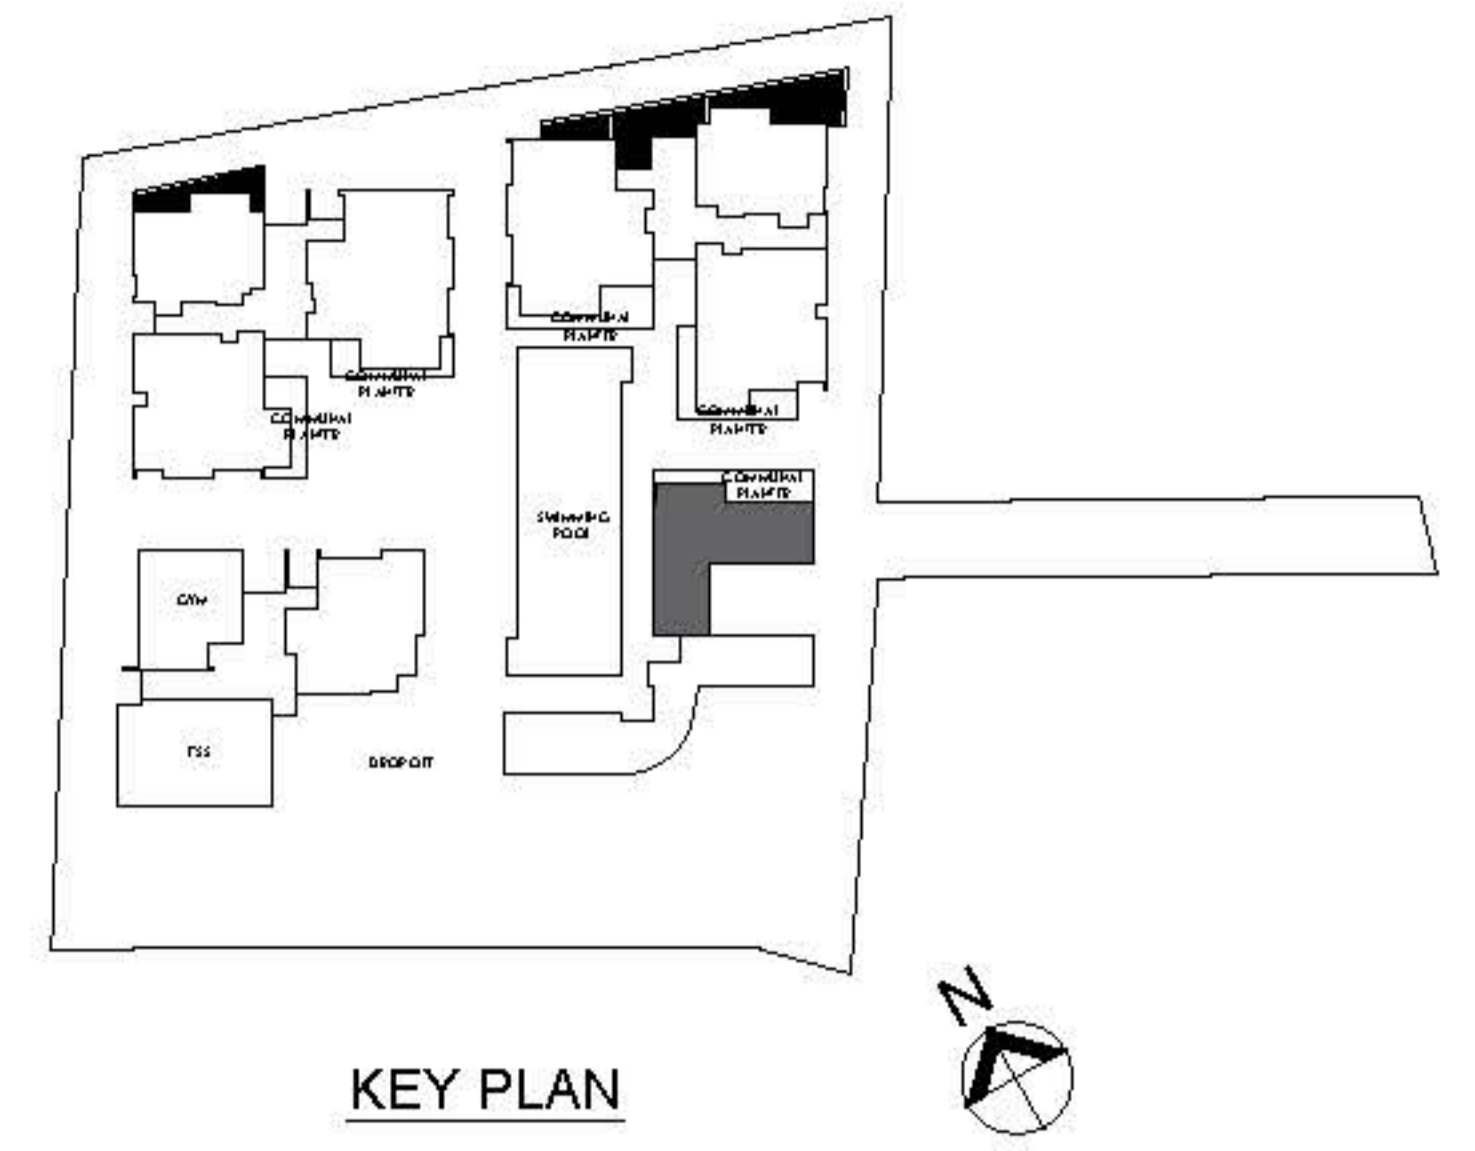 COMMUNAL
PLANTR
COMMUNAL
PLANTR
COMMUNAL
PLANTR
COMMUNAL
PLANTR
COMMUNAL
PLANTR
SWIMMING
POOL
GYM
TSS
DROP OFF
N
KEY PLAN